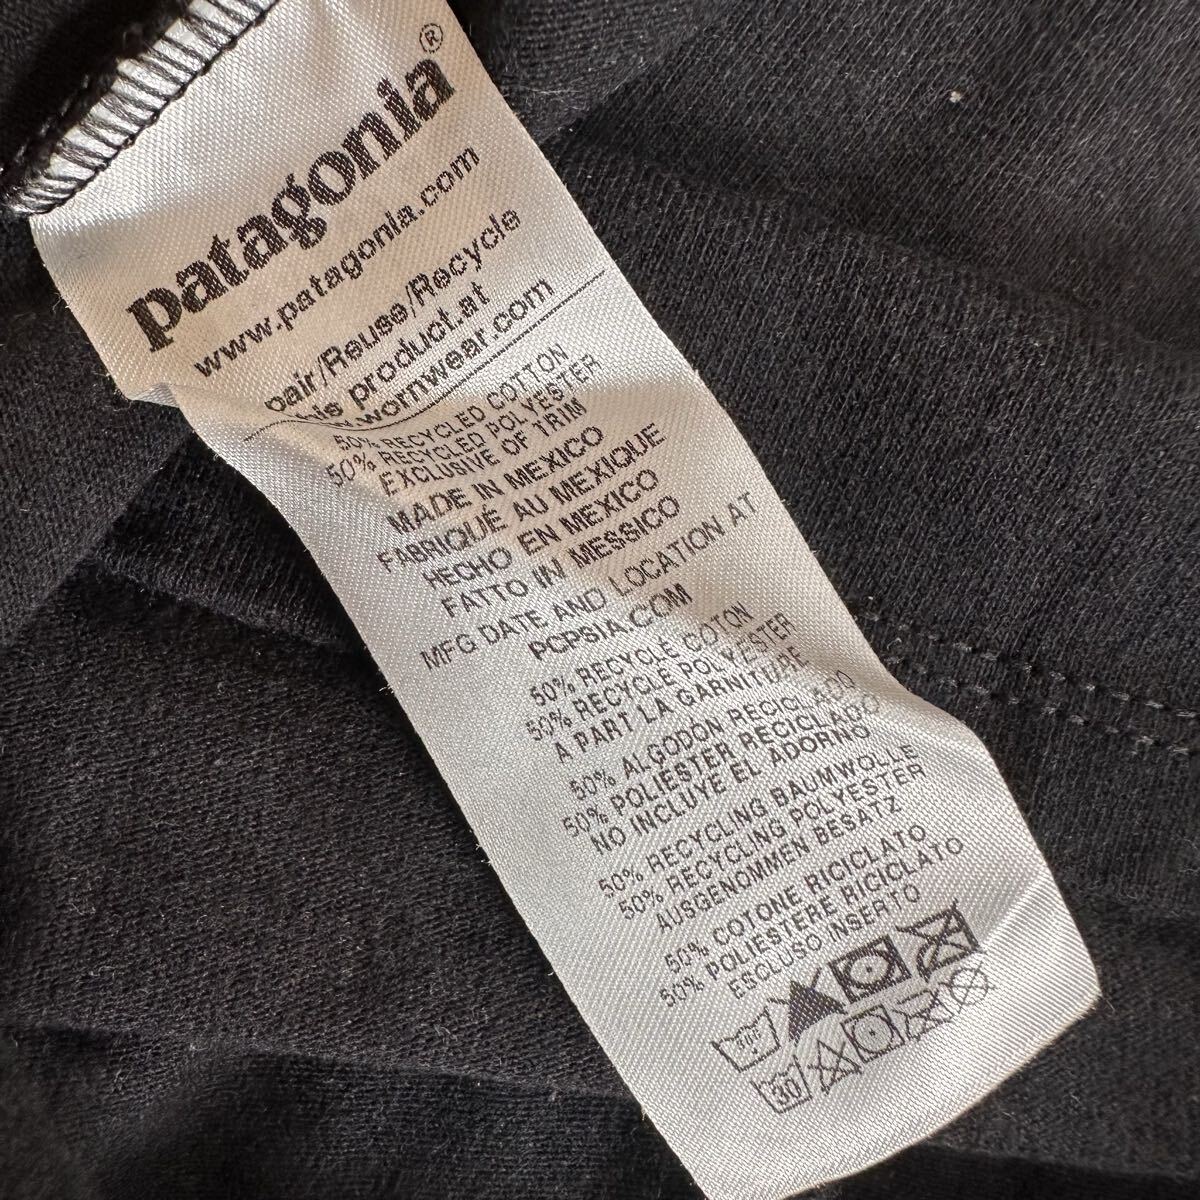 patagonia®
www.patagonia.com
pair/Reuse/Recycle
this product at
.wornwear.com
50% RECYCLED COTTON
50% RECYCLED POLYESTER
EXCLUSIVE OF TRIM
MADE IN MEXICO
FABRIQUÉ AU MEXIQUE
HECHO EN MEXICO
FATTO IN MESSICO
MFG DATE AND LOCATION AT
PCPSIA.COM
50% RECYCLÉ COTON
50% RECYCLÉ POLYESTER
A PART LA GARNITURE
50% ALGODÓN RECICLADO
50% POLIÉSTER RECICLADO
NO INCLUYE EL ADORNO
50% RECYCLING BAUMWOLLE
50% RECYCLING POLYESTER
AUSGENOMMEN BESATZ
50% COTONE RICICLATO
50% POLIESTERE RICICLATO
ESCLUSO INSERTO
30